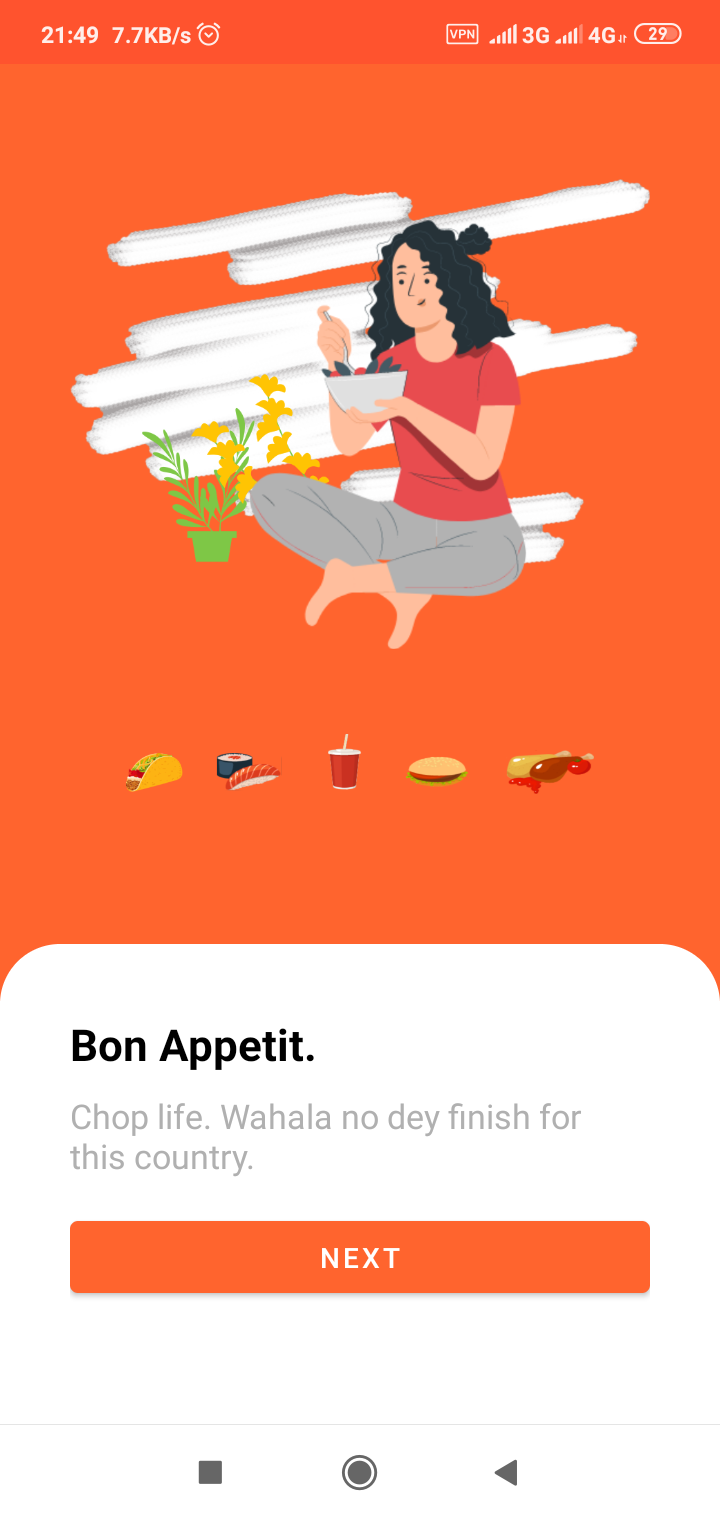 21:49 7.7KB/s VPN 3G 4G 29
Bon Appetit.
Chop life. Wahala no dey finish for
this country.
NEXT